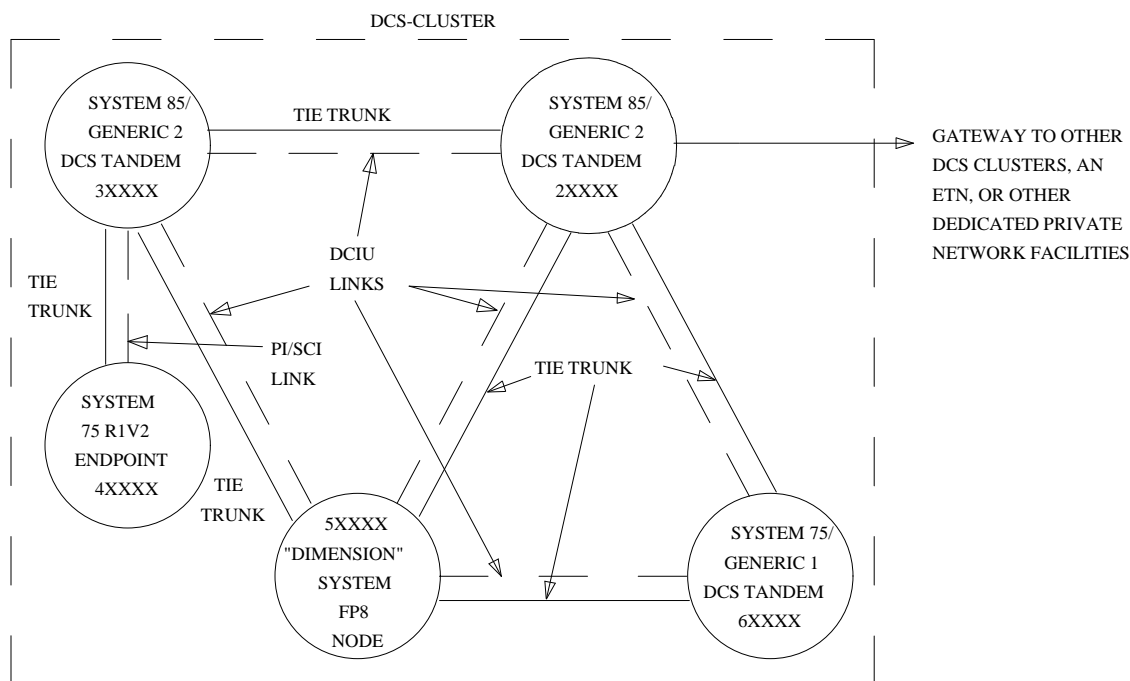 DCS-CLUSTER
SYSTEM 85/
GENERIC 2
DCS TANDEM
3XXXX
TIE TRUNK
SYSTEM 85/
GENERIC 2
DCS TANDEM
2XXXX
GATEWAY TO OTHER
DCS CLUSTERS, AN
ETN, OR OTHER
DEDICATED PRIVATE
NETWORK FACILITIES
DCIU
LINKS
TIE
TRUNK
PI/SCI
LINK
TIE TRUNK
SYSTEM
75 R1V2
ENDPOINT
4XXXX
TIE
TRUNK
5XXXX
"DIMENSION"
SYSTEM
FP8
NODE
SYSTEM 75/
GENERIC 1
DCS TANDEM
6XXXX